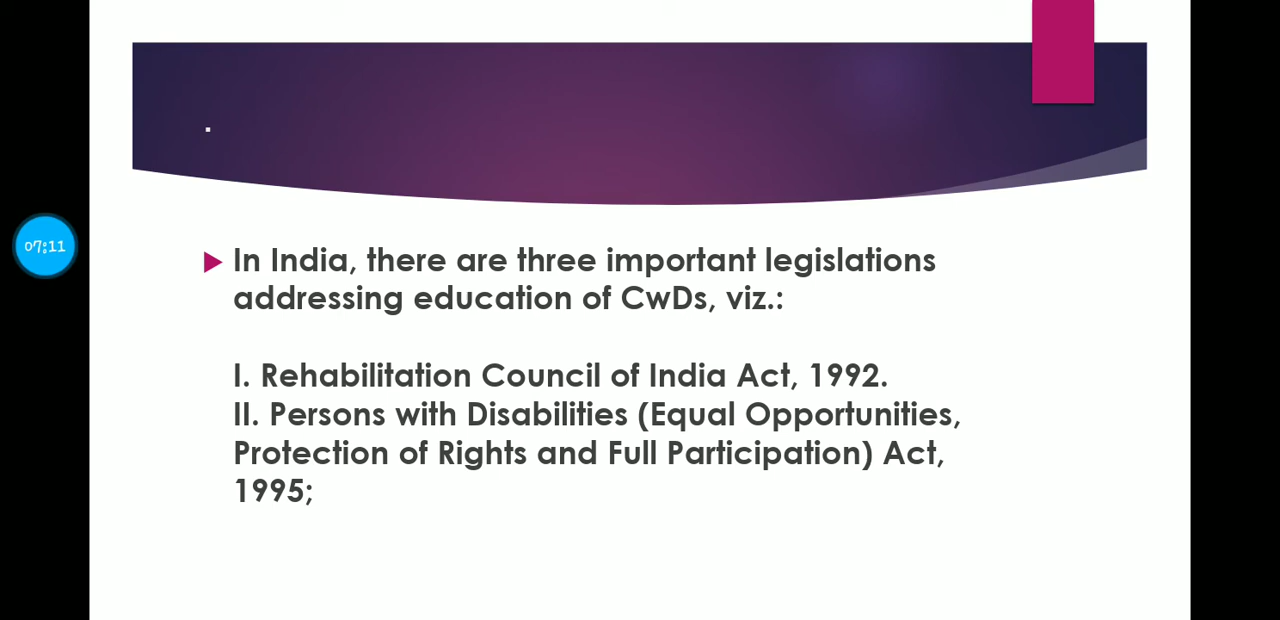 .
07:11
In India, there are three important legislations
addressing education of CwDs, viz.:
I. Rehabilitation Council of India Act, 1992.
II. Persons with Disabilities (Equal Opportunities,
Protection of Rights and Full Participation) Act,
1995;